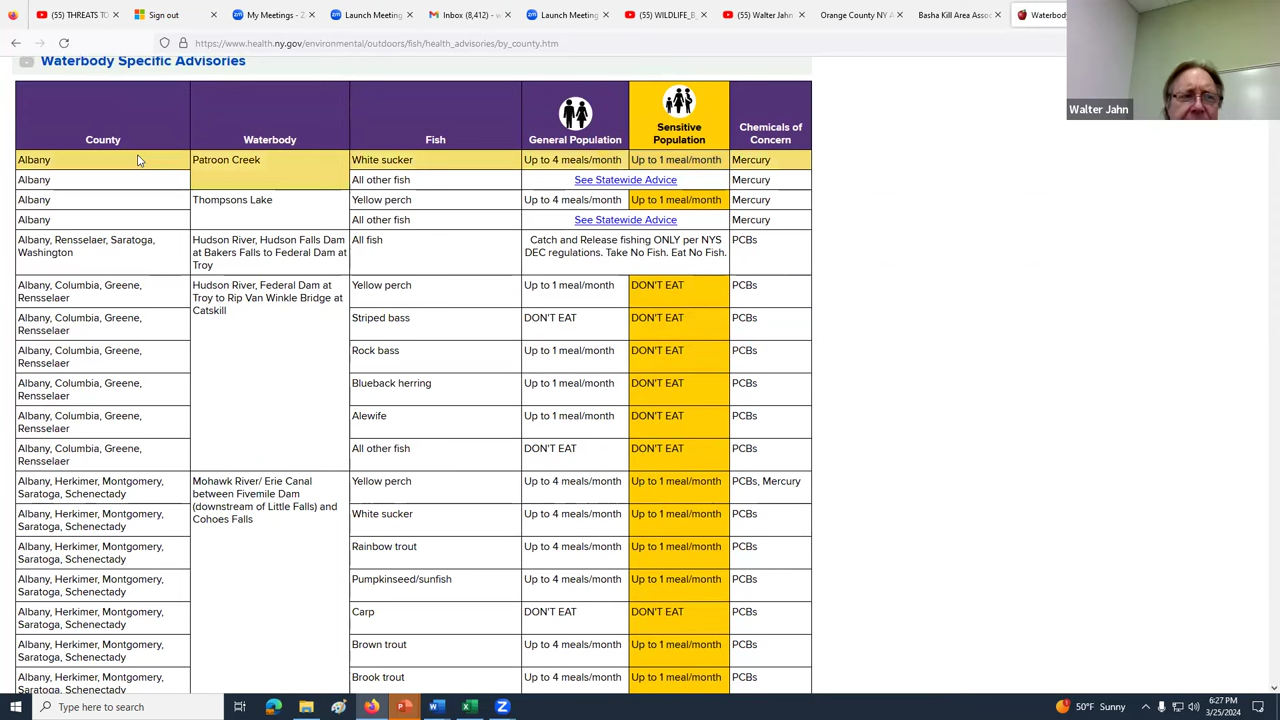 (55) THREATS TO
Sign out
My Meetings -
Launch Meeting
Inbox (8,412) -
Launch Meeting
(55) WILDLIFE_B_
(55) Walter Jahn
Orange County NY A
Basha Kill Area Assoc
Waterbody
https://www.health.ny.gov/environmental/outdoors/fish/health_advisories/by_county.htm
Walter Jahn
Waterbody Specific Advisories
County
Waterbody
Fish
General Population
Sensitive
Population
Chemicals of
Concern
Albany
Patroon Creek
White sucker
Up to 4 meals/month
Up to 1 meal/month
Mercury
Albany
All other fish
See Statewide Advice
Mercury
Albany
Thompsons Lake
Yellow perch
Up to 4 meals/month
Up to 1 meal/month
Mercury
Albany
All other fish
See Statewide Advice
Mercury
Albany, Rensselaer, Saratoga,
Washington
Hudson River, Hudson Falls Dam
at Bakers Falls to Federal Dam at
Troy
All fish
Catch and Release fishing ONLY per NYS
DEC regulations. Take No Fish. Eat No Fish.
PCBs
Albany, Columbia, Greene,
Rensselaer
Hudson River, Federal Dam at
Troy to Rip Van Winkle Bridge at
Catskill
Yellow perch
Up to 1 meal/month
DON'T EAT
PCBs
Albany, Columbia, Greene,
Rensselaer
Striped bass
DON'T EAT
DON'T EAT
PCBs
Albany, Columbia, Greene,
Rensselaer
Rock bass
Up to 1 meal/month
DON'T EAT
PCBs
Albany, Columbia, Greene,
Rensselaer
Blueback herring
Up to 1 meal/month
DON'T EAT
PCBs
Albany, Columbia, Greene,
Rensselaer
Alewife
Up to 1 meal/month
DON'T EAT
PCBs
Albany, Columbia, Greene,
Rensselaer
All other fish
DON'T EAT
DON'T EAT
PCBs
Albany, Herkimer, Montgomery,
Saratoga, Schenectady
Mohawk River/ Erie Canal
between Fivemile Dam
(downstream of Little Falls) and
Cohoes Falls
Yellow perch
Up to 4 meals/month
Up to 1 meal/month
PCBs, Mercury
Albany, Herkimer, Montgomery,
Saratoga, Schenectady
White sucker
Up to 4 meals/month
Up to 1 meal/month
PCBs
Albany, Herkimer, Montgomery,
Saratoga, Schenectady
Rainbow trout
Up to 4 meals/month
Up to 1 meal/month
PCBs
Albany, Herkimer, Montgomery,
Saratoga, Schenectady
Pumpkinseed/sunfish
Up to 4 meals/month
Up to 1 meal/month
PCBs
Albany, Herkimer, Montgomery,
Saratoga, Schenectady
Carp
DON'T EAT
DON'T EAT
PCBs
Albany, Herkimer, Montgomery,
Saratoga, Schenectady
Brown trout
Up to 4 meals/month
Up to 1 meal/month
PCBs
Albany, Herkimer, Montgomery,
Saratoga, Schenectady
Brook trout
Up to 4 meals/month
Up to 1 meal/month
PCBs
Type here to search
50°F Sunny
6:27 PM
3/25/2024